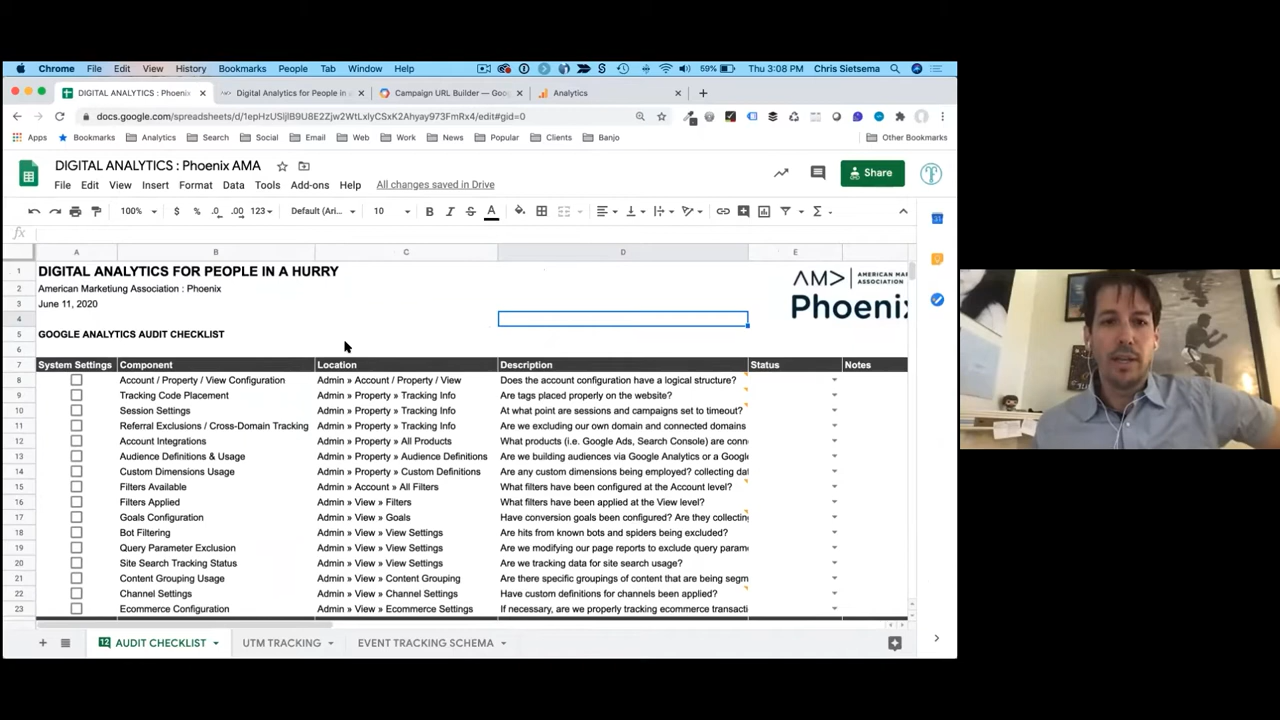 Chrome File Edit View History Bookmarks People Tab Window Help 59% Thu 3:08 PM Chris Sietsema
DIGITAL ANALYTICS : Phoenix Digital Analytics for People in a Campaign URL Builder — Goog Analytics
docs.google.com/spreadsheets/d/
Apps Bookmarks Analytics Search Social Email Web Work News Popular Clients Banjo Other Bookmarks
DIGITAL ANALYTICS : Phoenix AMA
File Edit View Insert Format Data Tools Add-ons Help All changes saved in Drive
Share
100% $ % .0 .00 123 Default (Ari... 10 B I S A
fx
A B C D E
1 DIGITAL ANALYTICS FOR PEOPLE IN A HURRY
2 American Marketiung Association : Phoenix
3 June 11, 2020
4
5 GOOGLE ANALYTICS AUDIT CHECKLIST
AMA AMERICAN MAR
ASSOCIATION
Phoenix
6
7 System Settings Component Location Description Status Notes
8 Account / Property / View Configuration Admin » Account / Property / View Does the account configuration have a logical structure?
9 Tracking Code Placement Admin » Property » Tracking Info Are tags placed properly on the website?
10 Session Settings Admin » Property » Tracking Info At what point are sessions and campaigns set to timeout?
11 Referral Exclusions / Cross-Domain Tracking Admin » Property » Tracking Info Are we excluding our own domain and connected domains
12 Account Integrations Admin » Property » All Products What products (i.e. Google Ads, Search Console) are conn
13 Audience Definitions & Usage Admin » Property » Audience Definitions Are we building audiences via Google Analytics or a Google
14 Custom Dimensions Usage Admin » Property » Custom Definitions Are any custom dimensions being employed? collecting dat
15 Filters Available Admin » Account » All Filters What filters have been configured at the Account level?
16 Filters Applied Admin » View » Filters What filters have been applied at the View level?
17 Goals Configuration Admin » View » Goals Have conversion goals been configured? Are they collecting
18 Bot Filtering Admin » View » View Settings Are hits from known bots and spiders being excluded?
19 Query Parameter Exclusion Admin » View » View Settings Are we modifying our page reports to exclude query param
20 Site Search Tracking Status Admin » View » View Settings Are we tracking data for site search usage?
21 Content Grouping Usage Admin » View » Content Grouping Are there specific groupings of content that are being segm
22 Channel Settings Admin » View » Channel Settings Have custom definitions for channels been applied?
23 Ecommerce Configuration Admin » View » Ecommerce Settings If necessary, are we properly tracking ecommerce transacti
12 AUDIT CHECKLIST UTM TRACKING EVENT TRACKING SCHEMA